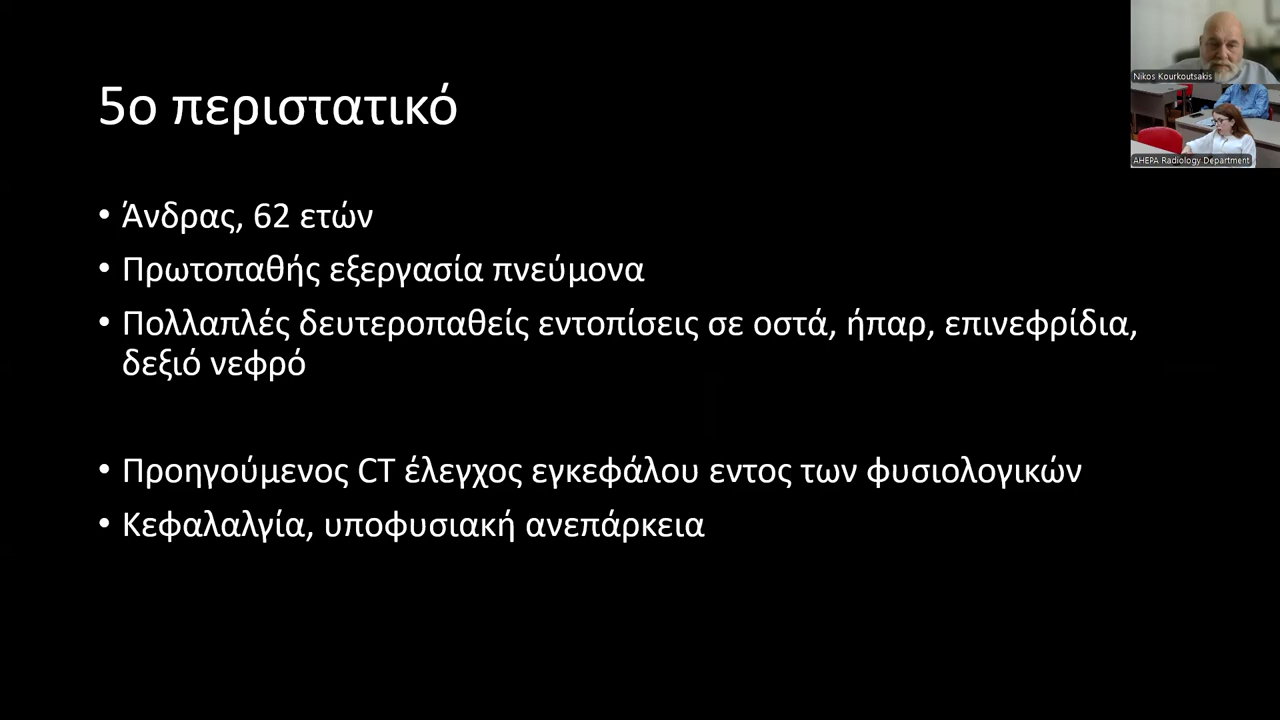 5ο περιστατικό
• Άνδρας, 62 ετών
• Πρωτοπαθής εξεργασία πνεύμονα
• Πολλαπλές δευτεροπαθείς εντοπίσεις σε οστά, ήπαρ, επινεφρίδια,
δεξιό νεφρό
• Προηγούμενος CT έλεγχος εγκεφάλου εντος των φυσιολογικών
• Κεφαλαλγία, υποφυσιακή ανεπάρκεια
Nikos Kourkoutsakis
AHEPA Radiology Department